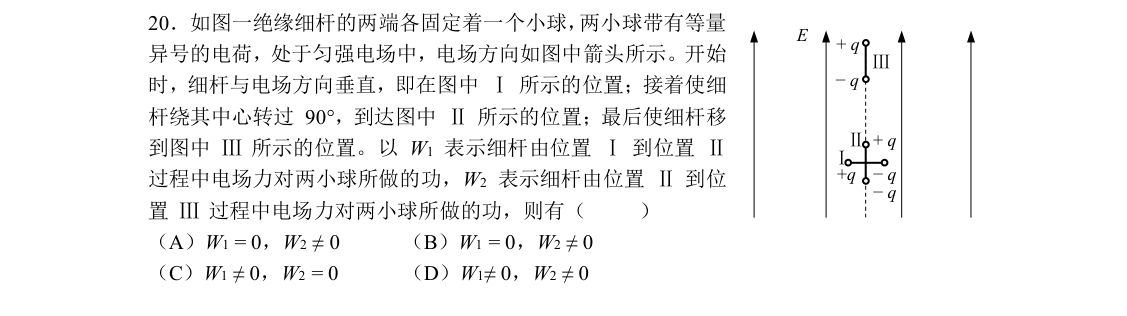 20．如图一绝缘细杆的两端各固定着一个小球，两小球带有等量
异号的电荷，处于匀强电场中，电场方向如图中箭头所示。开始
时，细杆与电场方向垂直，即在图中 Ⅰ 所示的位置；接着使细
杆绕其中心转过 90°，到达图中 Ⅱ 所示的位置；最后使细杆移
到图中 Ⅲ 所示的位置。以 W1 表示细杆由位置 Ⅰ 到位置 Ⅱ
过程中电场力对两小球所做的功，W2 表示细杆由位置 Ⅱ 到位
置 Ⅲ 过程中电场力对两小球所做的功，则有（ ）
（A）W1 = 0，W2 ≠ 0 （B）W1 = 0，W2 ≠ 0
（C）W1 ≠ 0，W2 = 0 （D）W1≠ 0，W2 ≠ 0
E
+ q
Ⅲ
− q
Ⅱ + q
Ⅰ
+q − q
− q